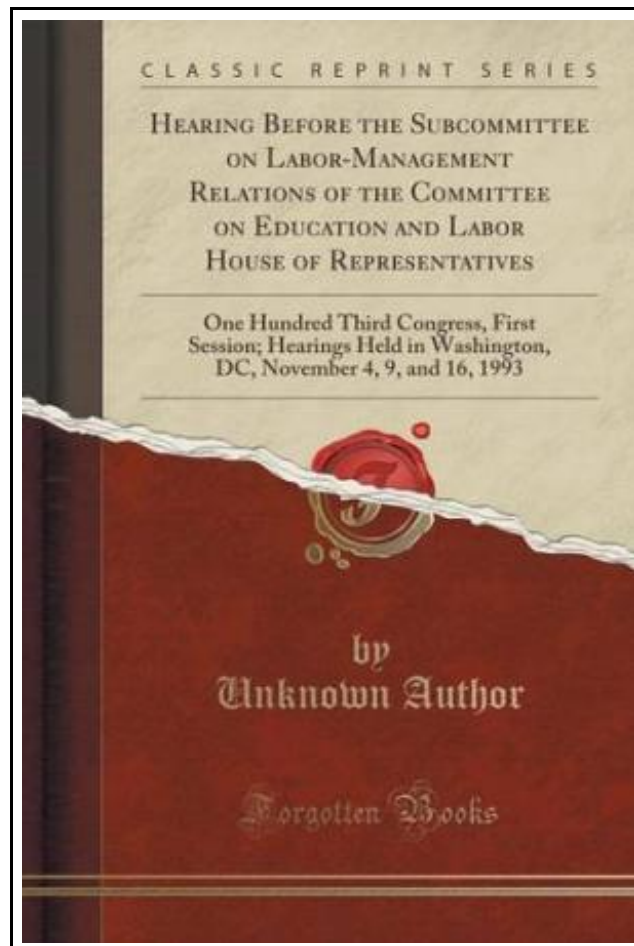 CLASSIC REPRINT SERIES
HEARING BEFORE THE SUBCOMMITTEE
ON LABOR-MANAGEMENT
RELATIONS OF THE COMMITTEE
ON EDUCATION AND LABOR
HOUSE OF REPRESENTATIVES
One Hundred Third Congress, First
Session; Hearings Held in Washington,
DC, November 4, 9, and 16, 1993
by
Unknown Author
Forgotten Books